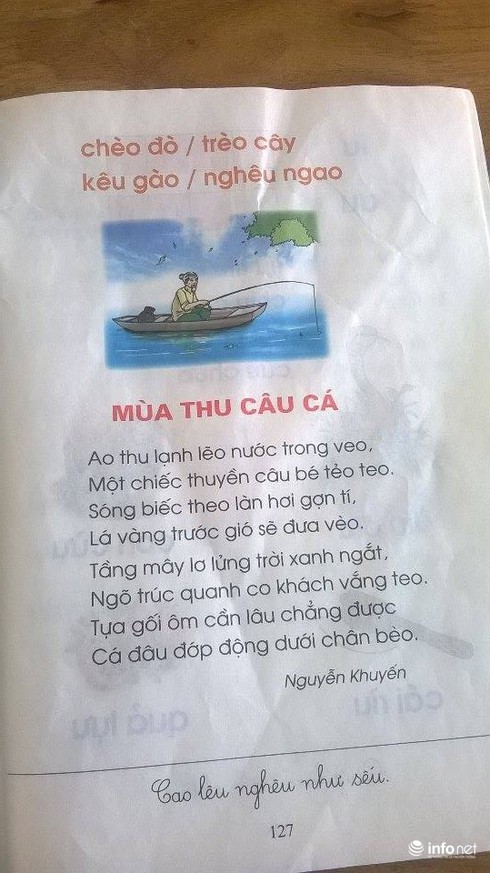 chèo đò / trèo cây
kêu gào / nghêu ngao
MÙA THU CÂU CÁ
Ao thu lạnh lẽo nước trong veo,
Một chiếc thuyền câu bé tẻo teo.
Sóng biếc theo làn hơi gợn tí,
Lá vàng trước gió sẽ đưa vèo.
Tầng mây lơ lửng trời xanh ngắt,
Ngõ trúc quanh co khách vắng teo.
Tựa gối ôm cần lâu chẳng được
Cá đâu đớp động dưới chân bèo.
Nguyễn Khuyến
Cao lêu nghêu như sếu.
127
infonet